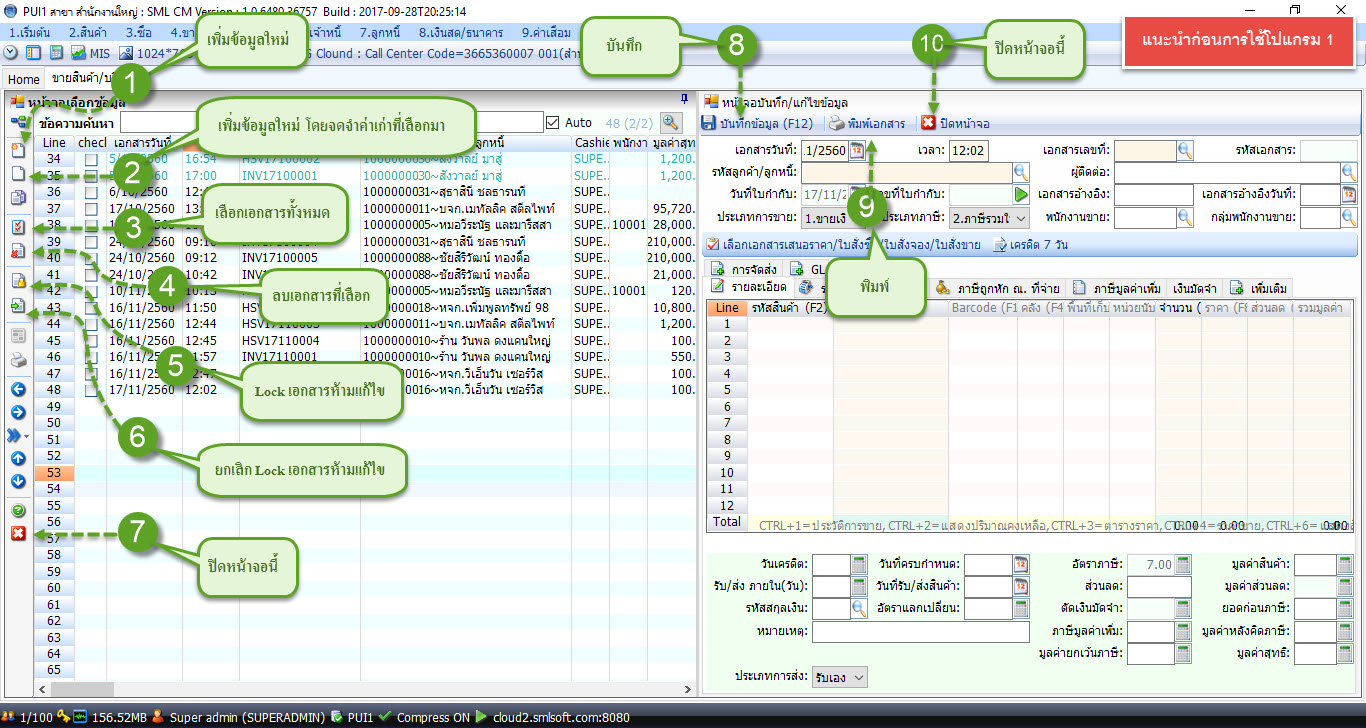 PUI1 สาขา สำนักงานใหญ่ : SML CM Version : 1.0.6480.36757 Build : 2017-09-28T20:25:14
1.เริ่มต้น 2.สินค้า 3.ซื้อ 4.ขา 7.ลูกหนี้ 8.เงินสด/ธนาคาร 9.ค่าเสื่อม
MIS 1024*7 Clound : Call Center Code=3665360007 001(สำ
แนะนำก่อนการใช้โปแกรม 1
1 เพิ่มข้อมูลใหม่
8 บันทึก
10 ปิดหน้าจอนี้
Home ขายสินค้า/บ
หน้าจอเลือกข้อมูล
ข้อความค้นหา Auto 48 (2/2)
2 เพิ่มข้อมูลใหม่ โดยจดจำค่าเก่าที่เลือกมา
3 เลือกเอกสารทั้งหมด
4 ลบเอกสารที่เลือก
5 Lock เอกสารห้ามแก้ไข
6 ยกเลิก Lock เอกสารห้ามแก้ไข
7 ปิดหน้าจอนี้
9 พิมพ์
Line check เอกสารวันที่ ลูกหนี้ Cashie พนักงา มูลค่าสุท
34 16:54 HSV17100002 SUPE.. 1,200.
35 17:00 INV17100001 SUPE..
36 1000000031~สุธาสินี ชลธารนที SUPE..
37 17/10/2560 1000000011~บจก.เมทัลลิค สตีลไพท์ SUPE.. 95,720.
38 1000000005~หมอวีระนัฐ และมาริสสา SUPE.. 10001 28,000.
39 24/10/2560 09:10 1000000031~สุธาสินี ชลธารนที SUPE.. 210,000.
40 24/10/2560 09:12 INV17100005 1000000088~ชัยสิริวัฒน์ ทองดื้อ SUPE.. 210,000.
41 24/10/2560 10:42 INV 1000000088~ชัยสิริวัฒน์ ทองดื้อ SUPE.. 21,000.
42 10/11/2560 1000000005~หมอวีระนัฐ และมาริสสา SUPE.. 10001 120.
43 16/11/2560 11:50 HS 1000000018~หจก.เพิ่มพูลทรัพย์ 98 SUPE.. 10,800.
44 16/11/2560 12:44 1000000011~บจก.เมทัลลิค สตีลไพท์ SUPE.. 1,200.
45 16/11/2560 12:45 HSV17110004 1000000010~ร้าน วันพล ดงแคนใหญ่ SUPE.. 100.
46 16/11/2560 11:57 INV17110001 1000000010~ร้าน วันพล ดงแคนใหญ่ SUPE.. 550.
47 16/11/2560 12:47 00016~หจก.วีเอ็นวัน เซอร์วิส SUPE.. 100.
48 17/11/2560 12:02 00016~หจก.วีเอ็นวัน เซอร์วิส SUPE.. 100.
49
50
51
52
53
54
55
56
57
58
59
60
61
62
63
64
65
หน้าจอบันทึก/แก้ไขข้อมูล
บันทึกข้อมูล (F12) พิมพ์เอกสาร ปิดหน้าจอ
เอกสารวันที่: 1/2560 เวลา: 12:02 เอกสารเลขที่: รหัสเอกสาร:
รหัสลูกค้า/ลูกหนี้: ผู้ติดต่อ:
วันที่ใบกำกับ: 17/11/2 เลขที่ใบกำกับ: เอกสารอ้างอิง: เอกสารอ้างอิงวันที่:
ประเภทการขาย: 1.ขายเงิ ประเภทภาษี: 2.ภาษีรวมใ พนักงานขาย: กลุ่มพนักงานขาย:
เลือกเอกสารเสนอราคา/ใบสั่งซื้อ/ใบสั่งจอง/ใบสั่งขาย เครดิต 7 วัน
การจัดส่ง GL
รายละเอียด ภาษีถูกหัก ณ. ที่จ่าย ภาษีมูลค่าเพิ่ม เงินมัดจำ เพิ่มเติม
Line รหัสสินค้า (F2) Barcode (F1 คลัง (F4 พื้นที่เก็บ หน่วยนับ จำนวน ( ราคา (F8 ส่วนลด ( รวมมูลค่า
1
2
3
4
5
6
7
8
9
10
11
12
Total CTRL+1=ประวัติการขาย, CTRL+2=แสดงปริมาณคงเหลือ, CTRL+3=ตารางราคา, 0.00 0.00 0.00
วันเครดิต: วันที่ครบกำหนด: อัตราภาษี: 7.00 มูลค่าสินค้า:
รับ/ส่ง ภายใน(วัน): วันที่รับ/ส่งสินค้า: ส่วนลด: มูลค่าส่วนลด:
รหัสสกุลเงิน: อัตราแลกเปลี่ยน: ตัดเงินมัดจำ: ยอดก่อนภาษี:
หมายเหตุ: ภาษีมูลค่าเพิ่ม: มูลค่าหลังคิดภาษี:
มูลค่ายกเว้นภาษี: มูลค่าสุทธิ:
ประเภทการส่ง: รับเอง
1/100 156.52MB Super admin (SUPERADMIN) PUI1 Compress ON cloud2.smlsoft.com:8080